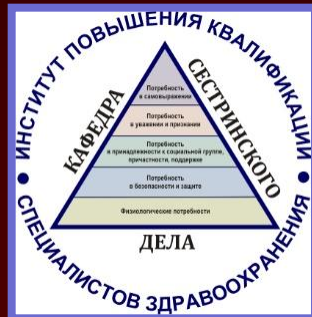 ИНСТИТУТ ПОВЫШЕНИЯ КВАЛИФИКАЦИИ
СПЕЦИАЛИСТОВ ЗДРАВООХРАНЕНИЯ
КАФЕДРА
СЕСТРИНСКОГО
ДЕЛА
Потребность
в самовыражении
Потребность
в уважении и признании
Потребность
в принадлежности к социальной группе,
причастности, поддержке
Потребность
в безопасности и защите
Физиологические потребности